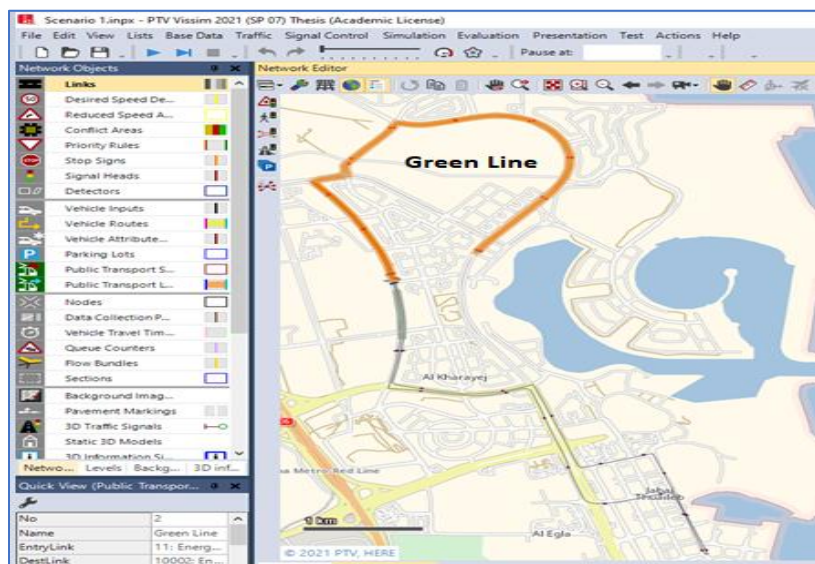 Scenario 1.inpx - PTV Vissim 2021 (SP 07) Thesis (Academic License)
File Edit View Lists Base Data Traffic Signal Control Simulation Evaluation Presentation Test Actions Help
Pause at:
Network Objects
Links
Desired Speed De...
Reduced Speed A...
Conflict Areas
Priority Rules
Stop Signs
Signal Heads
Detectors
Vehicle Inputs
Vehicle Routes
Vehicle Attribute...
Parking Lots
Public Transport S...
Public Transport L...
Nodes
Data Collection P...
Vehicle Travel Tim...
Queue Counters
Flow Bundles
Sections
Background Imag...
Pavement Markings
3D Traffic Signals
Static 3D Models
3D Information Si...
Netwo... Levels Backg... 3D inf...
Quick View (Public Transpor...
No 2
Name Green Line
EntryLink 11: Energ...
DestLink 10002: En...
Network Editor
Green Line
Al Kharayej
Metro Red Line
Jabal
Thuaileb
1 km
Al Egla
© 2021 PTV, HERE